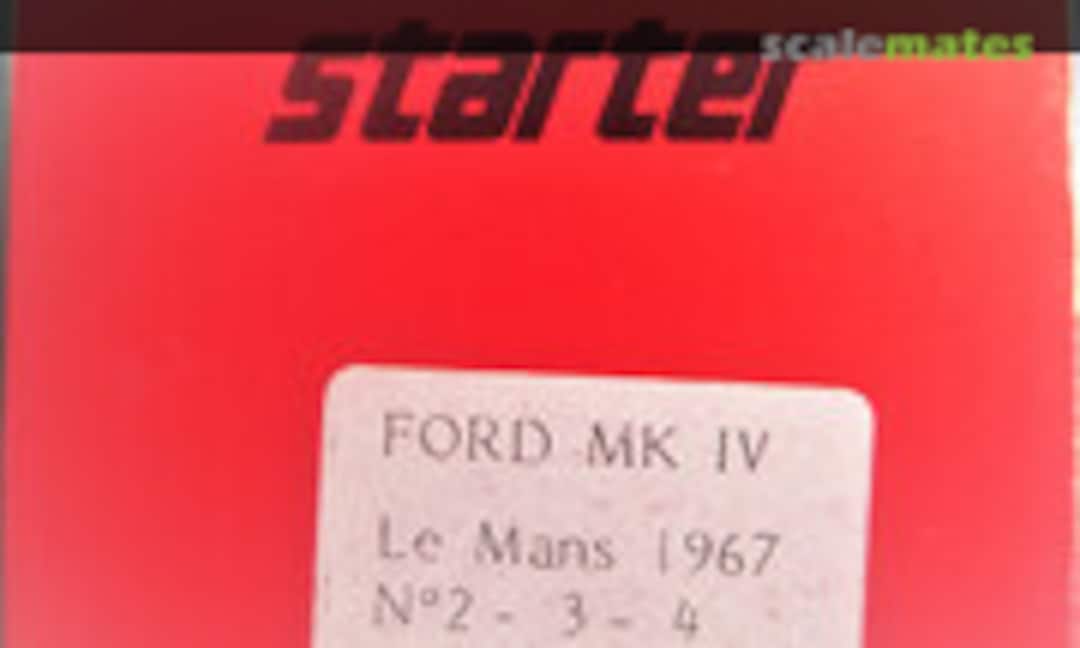 scalemates
starter
FORD MK IV
Le Mans 1967
N°2 - 3 - 4